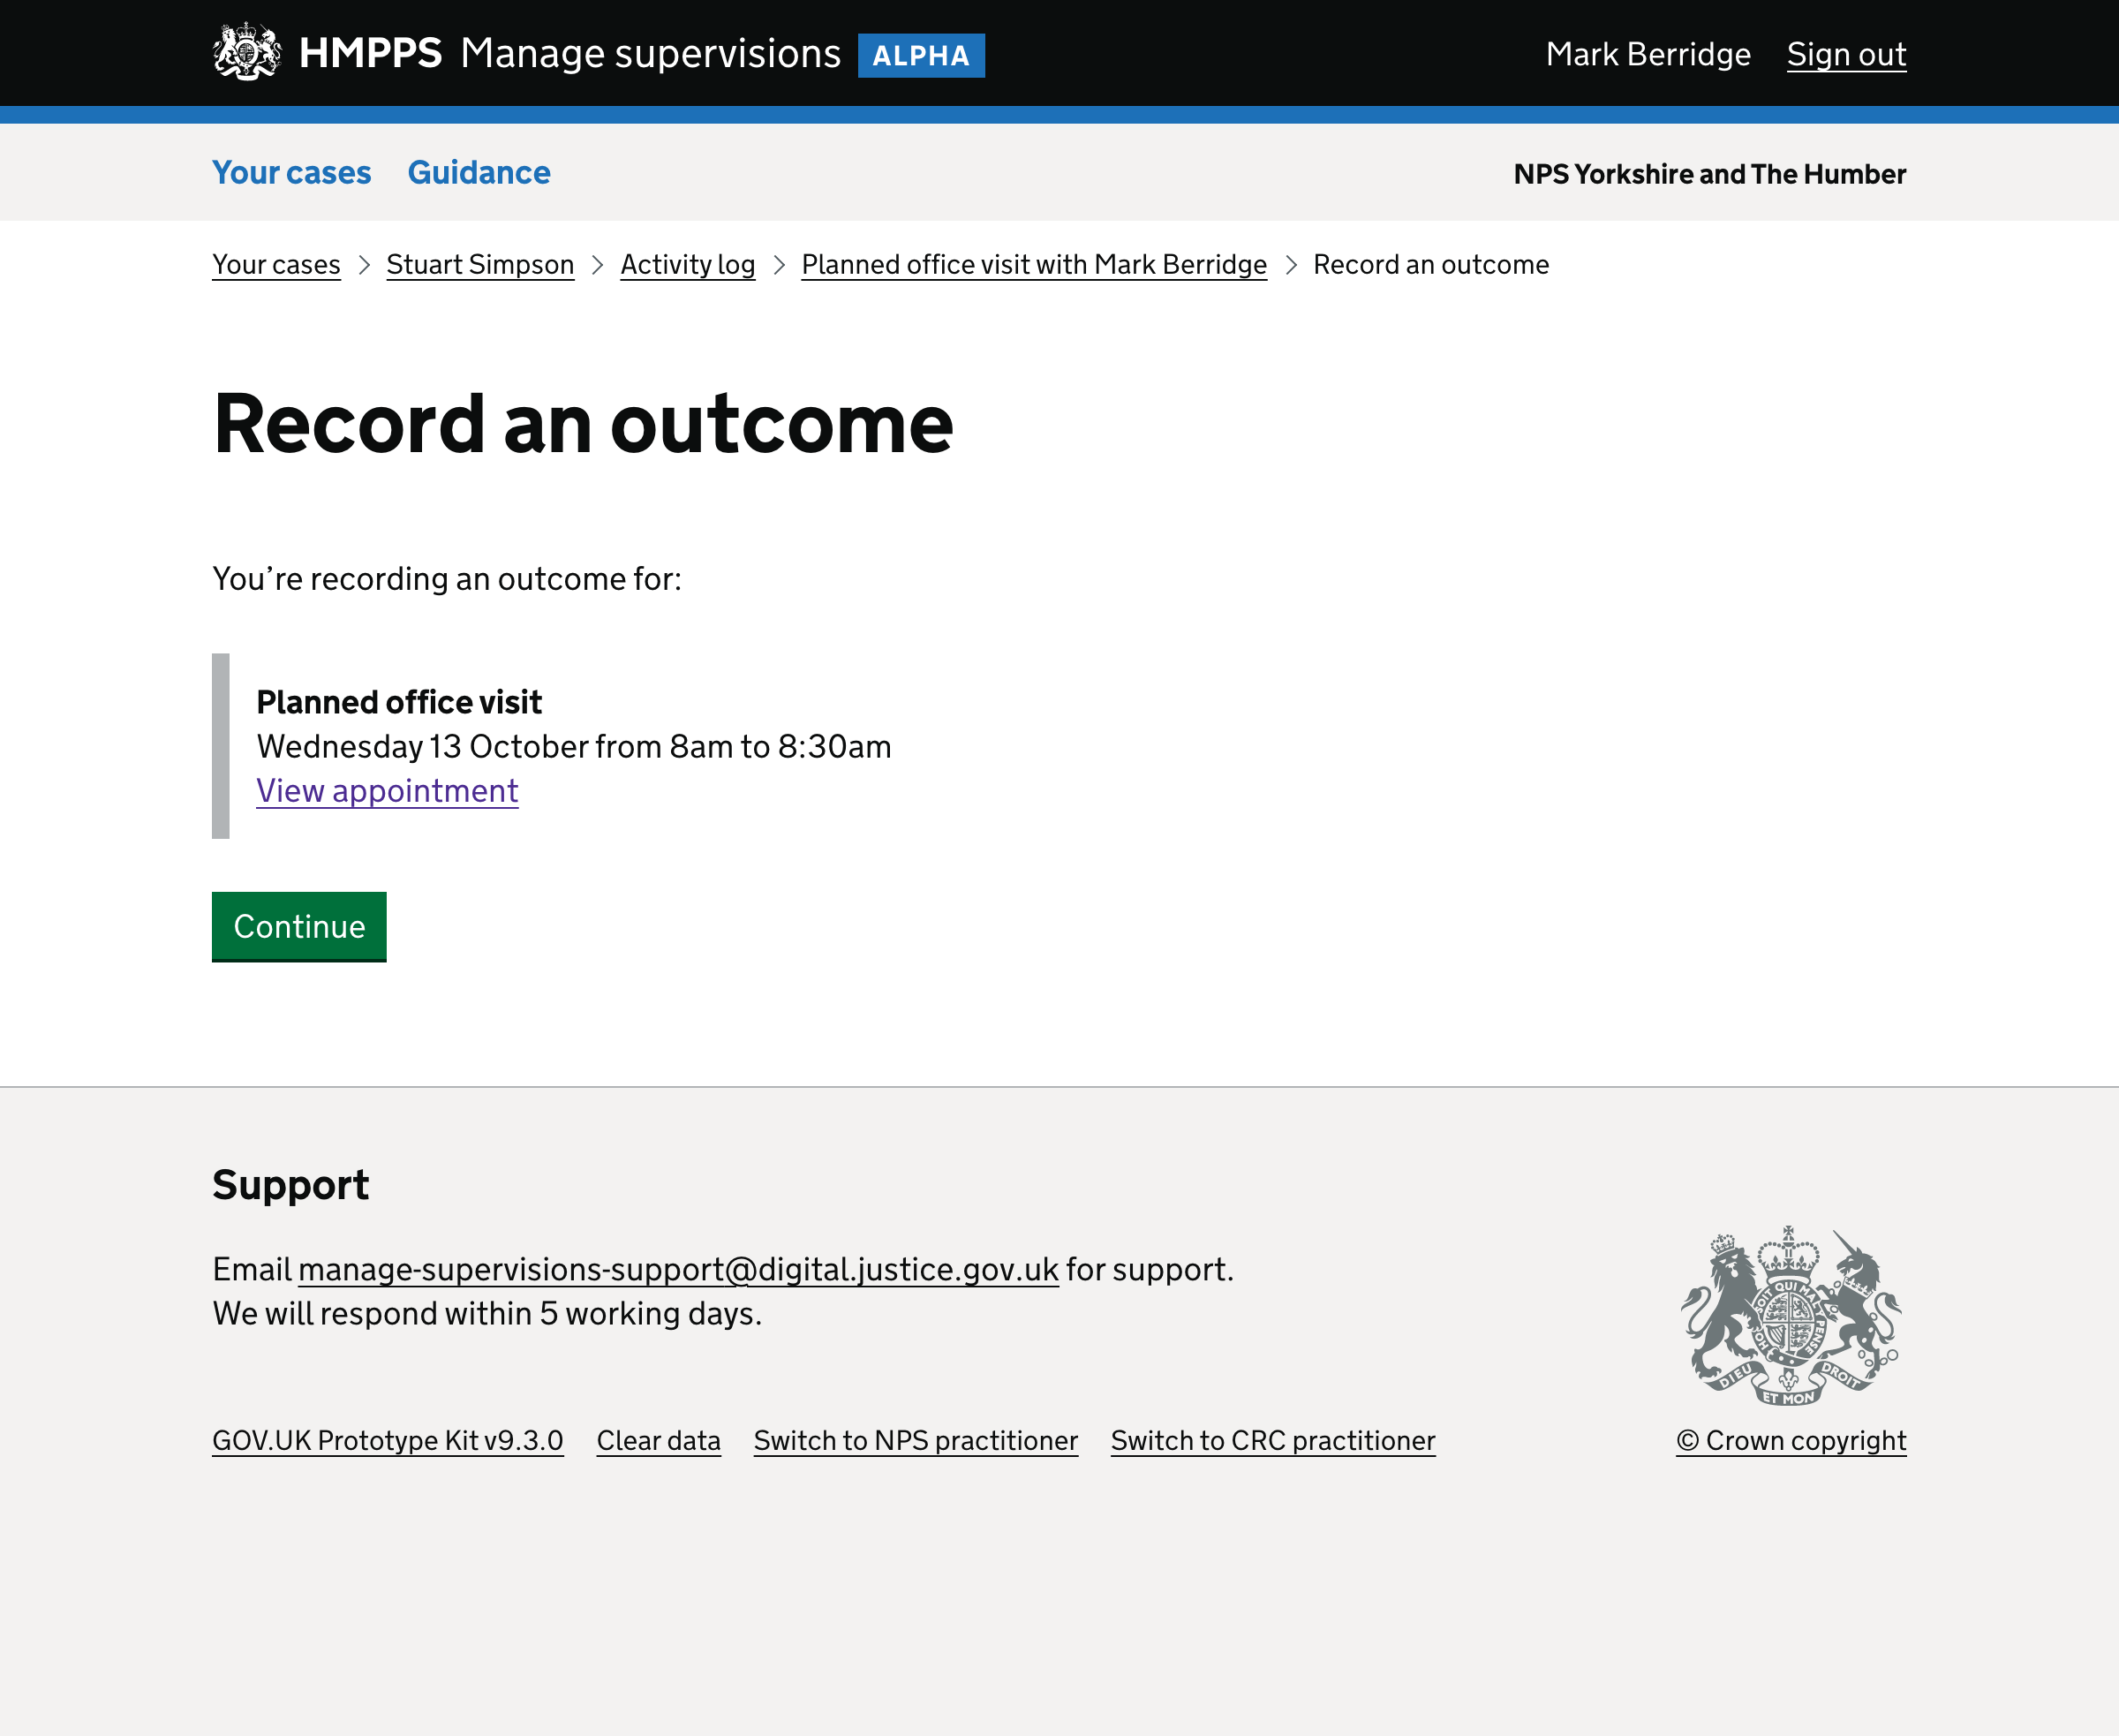 HMPPS Manage supervisions ALPHA
Mark Berridge Sign out
Your cases Guidance
NPS Yorkshire and The Humber
Your cases Stuart Simpson Activity log Planned office visit with Mark Berridge Record an outcome
Record an outcome
You’re recording an outcome for:
Planned office visit
Wednesday 13 October from 8am to 8:30am
View appointment
Continue
Support
Email manage-supervisions-support@digital.justice.gov.uk for support.
We will respond within 5 working days.
DIEU ET MON DROIT
GOV.UK Prototype Kit v9.3.0 Clear data Switch to NPS practitioner Switch to CRC practitioner
© Crown copyright